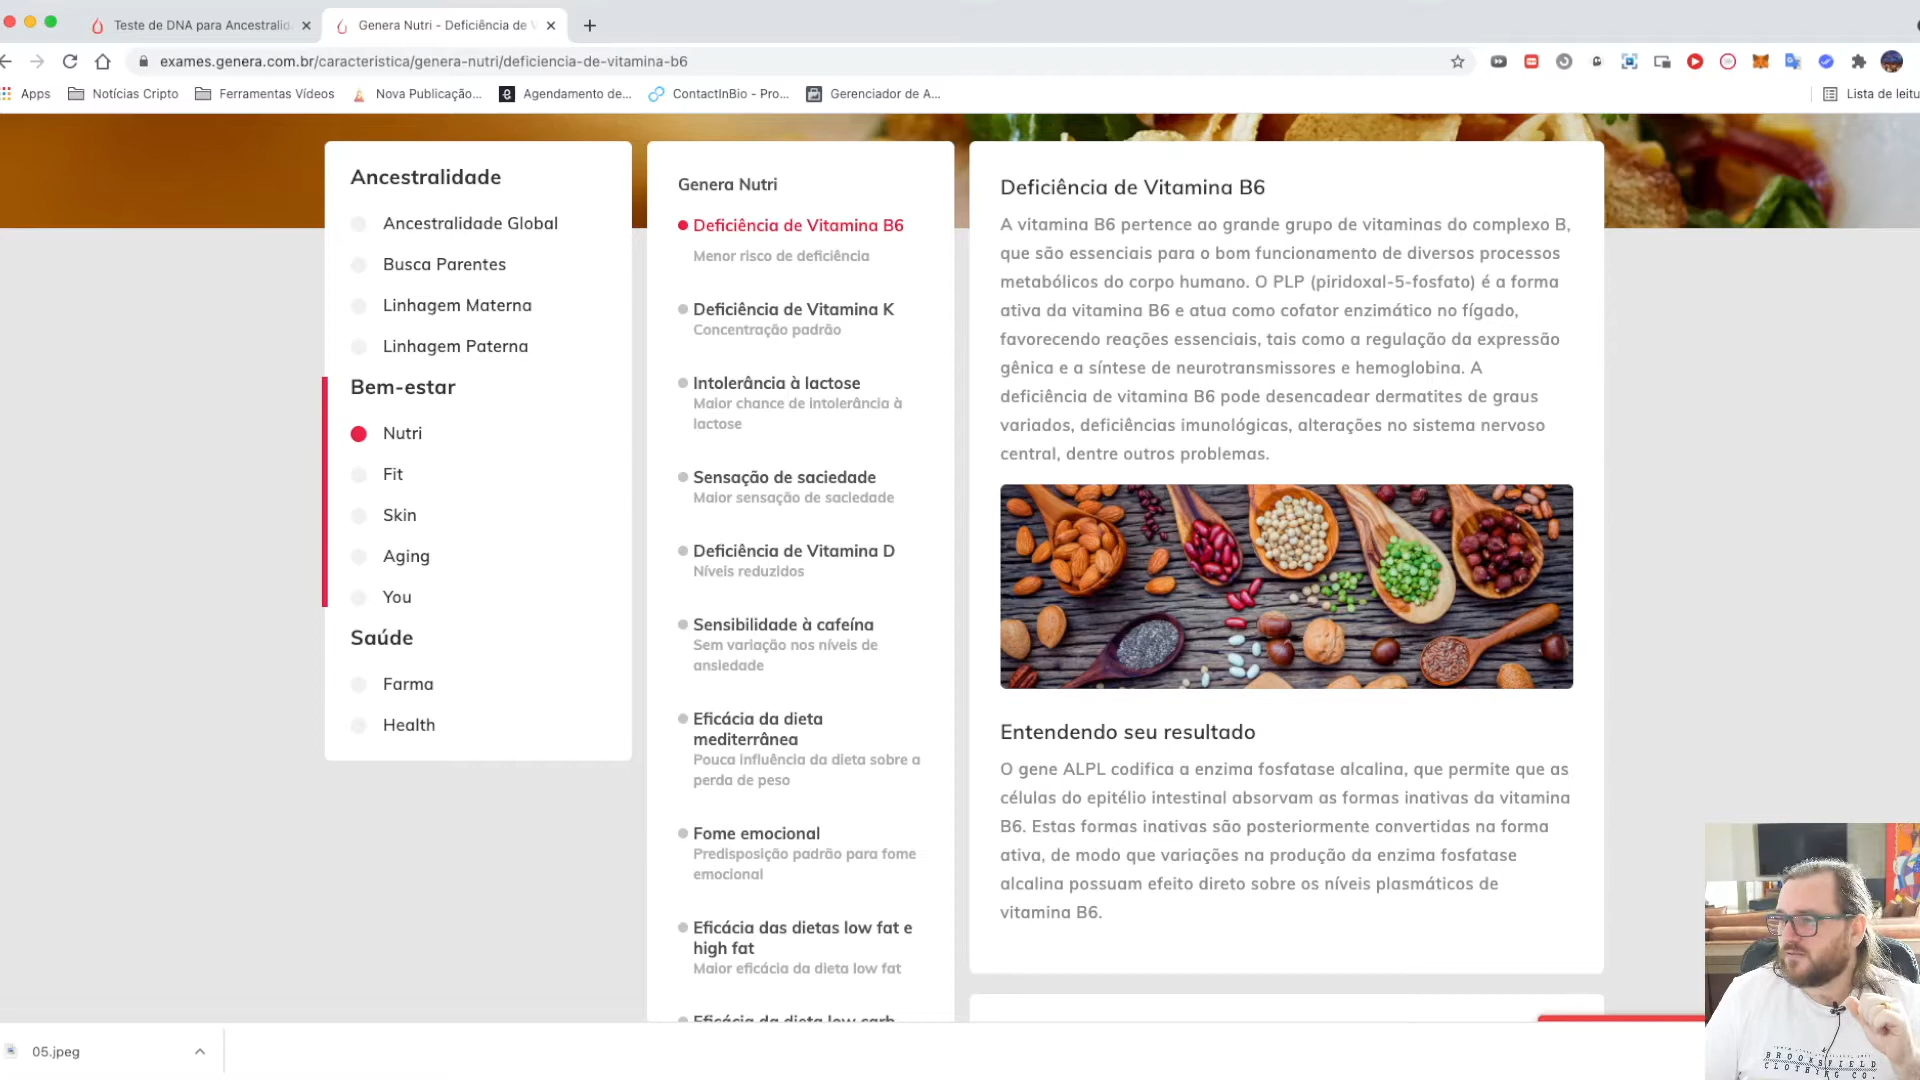 Teste de DNA para Ancestralid
Genera Nutri - Deficiência de V
exames.genera.com.br/caracteristica/genera-nutri/deficiencia-de-vitamina-b6
Apps
Notícias Cripto
Ferramentas Vídeos
Nova Publicação...
Agendamento de...
ContactInBio - Pro...
Gerenciador de A...
Lista de leitu
Ancestralidade
Ancestralidade Global
Busca Parentes
Linhagem Materna
Linhagem Paterna
Bem-estar
Nutri
Fit
Skin
Aging
You
Saúde
Farma
Health
Genera Nutri
Deficiência de Vitamina B6
Menor risco de deficiência
Deficiência de Vitamina K
Concentração padrão
Intolerância à lactose
Maior chance de intolerância à
lactose
Sensação de saciedade
Maior sensação de saciedade
Deficiência de Vitamina D
Níveis reduzidos
Sensibilidade à cafeína
Sem variação nos níveis de
ansiedade
Eficácia da dieta
mediterrânea
Pouca influência da dieta sobre a
perda de peso
Fome emocional
Predisposição padrão para fome
emocional
Eficácia das dietas low fat e
high fat
Maior eficácia da dieta low fat
Eficácia da dieta low carb
Deficiência de Vitamina B6
A vitamina B6 pertence ao grande grupo de vitaminas do complexo B,
que são essenciais para o bom funcionamento de diversos processos
metabólicos do corpo humano. O PLP (piridoxal-5-fosfato) é a forma
ativa da vitamina B6 e atua como cofator enzimático no fígado,
favorecendo reações essenciais, tais como a regulação da expressão
gênica e a síntese de neurotransmissores e hemoglobina. A
deficiência de vitamina B6 pode desencadear dermatites de graus
variados, deficiências imunológicas, alterações no sistema nervoso
central, dentre outros problemas.
Entendendo seu resultado
O gene ALPL codifica a enzima fosfatase alcalina, que permite que as
células do epitélio intestinal absorvam as formas inativas da vitamina
B6. Estas formas inativas são posteriormente convertidas na forma
ativa, de modo que variações na produção da enzima fosfatase
alcalina possuam efeito direto sobre os níveis plasmáticos de
vitamina B6.
05.jpeg
BROOKSFIELD
CLOTHING CO.